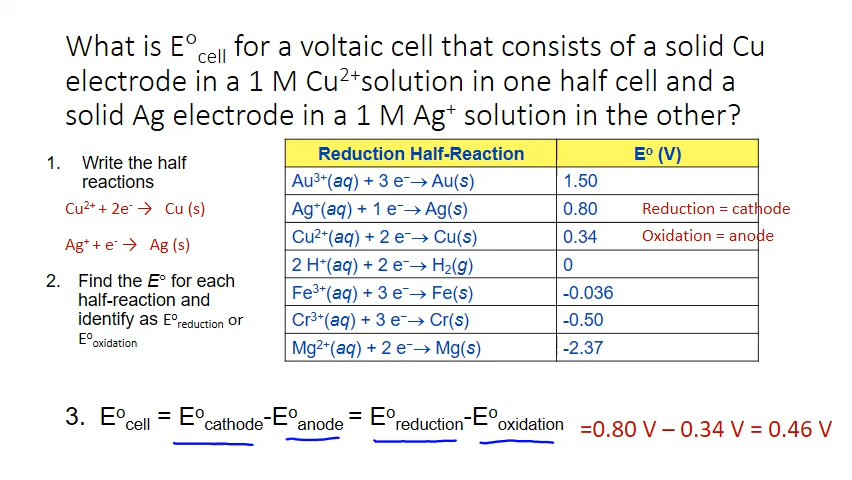 What is E°cell for a voltaic cell that consists of a solid Cu
electrode in a 1 M Cu²⁺solution in one half cell and a
solid Ag electrode in a 1 M Ag⁺ solution in the other?
1. Write the half
reactions
Cu²⁺ + 2e⁻ → Cu (s)
Ag⁺ + e⁻ → Ag (s)
2. Find the E° for each
half-reaction and
identify as E°reduction or
E°oxidation
Reduction Half-Reaction E° (V)
Au³⁺(aq) + 3 e⁻→ Au(s) 1.50
Ag⁺(aq) + 1 e⁻→ Ag(s) 0.80 Reduction = cathode
Cu²⁺(aq) + 2 e⁻→ Cu(s) 0.34 Oxidation = anode
2 H⁺(aq) + 2 e⁻→ H₂(g) 0
Fe³⁺(aq) + 3 e⁻→ Fe(s) -0.036
Cr³⁺(aq) + 3 e⁻→ Cr(s) -0.50
Mg²⁺(aq) + 2 e⁻→ Mg(s) -2.37
3. E°cell = E°cathode-E°anode = E°reduction-E°oxidation =0.80 V – 0.34 V = 0.46 V